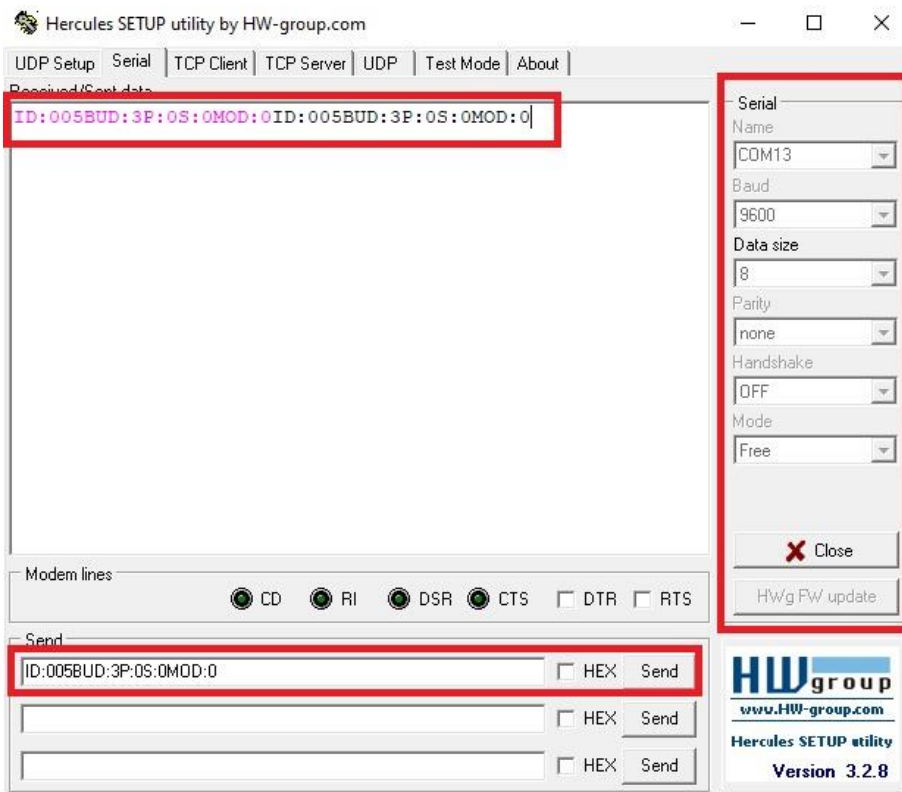 Hercules SETUP utility by HW-group.com
UDP Setup Serial TCP Client TCP Server UDP Test Mode About
Received/Sent data
ID:005BUD:3P:0S:0MOD:0ID:005BUD:3P:0S:0MOD:0
Serial
Name
COM13
Baud
9600
Data size
8
Parity
none
Handshake
OFF
Mode
Free
Close
HWg FW update
Modem lines
CD RI DSR CTS DTR RTS
Send
ID:005BUD:3P:0S:0MOD:0 HEX Send
HEX Send
HEX Send
HW group
www.HW-group.com
Hercules SETUP utility
Version 3.2.8